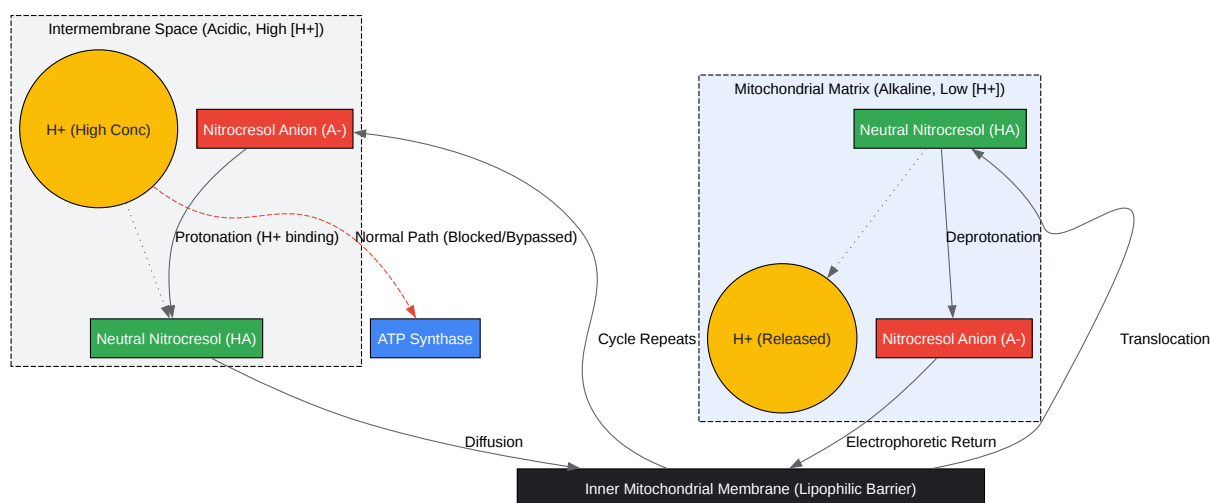 Intermembrane Space (Acidic, High [H+])
H+ (High Conc)
Nitrocresol Anion (A-)
Protonation (H+ binding)
Normal Path (Blocked/Bypassed)
Neutral Nitrocresol (HA)
ATP Synthase
Mitochondrial Matrix (Alkaline, Low [H+])
Neutral Nitrocresol (HA)
Deprotonation
H+ (Released)
Nitrocresol Anion (A-)
Cycle Repeats
Translocation
Diffusion
Electrophoretic Return
Inner Mitochondrial Membrane (Lipophilic Barrier)